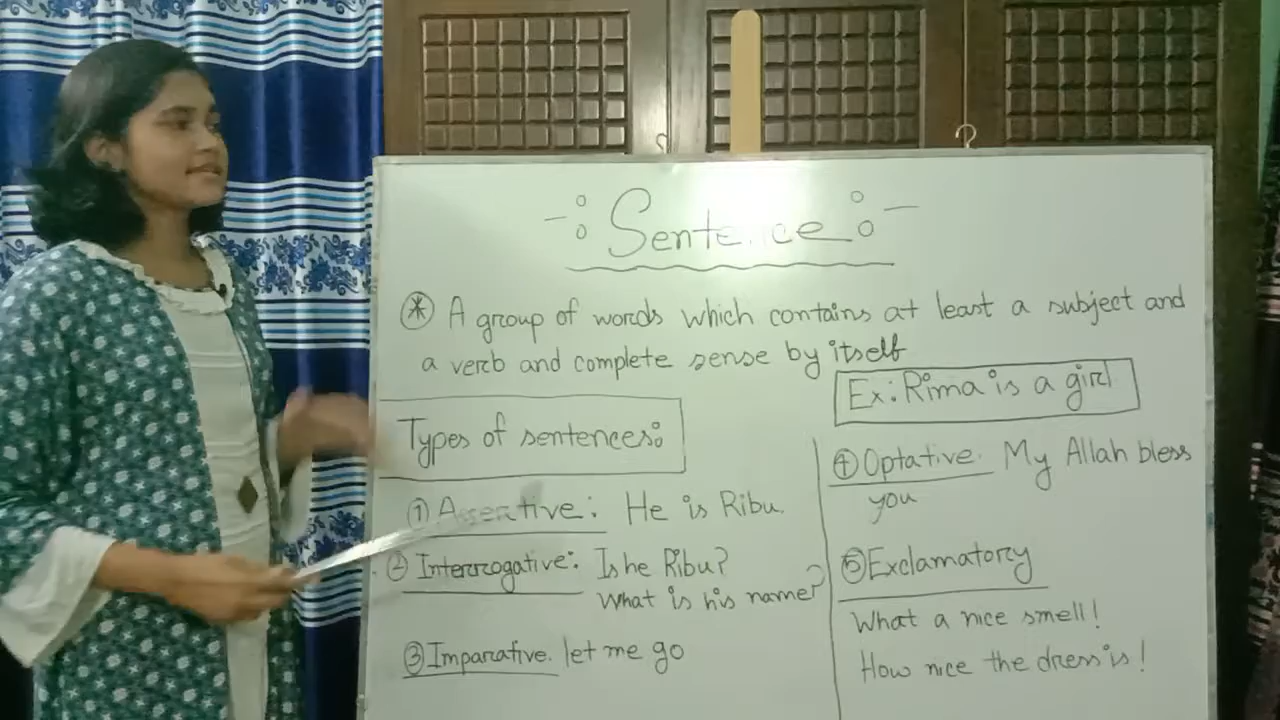 Sentence
A group of words which contains at least a subject and
a verb and complete sense by itself
Ex: Rima is a girl
Types of sentences:
① Assertive: He is Ribu.
② Interrogative: Is he Ribu?
What is his name?
③ Imparative. let me go
④ Optative. My Allah bless
you
⑤ Exclamatory
What a nice smell!
How nice the dress is!